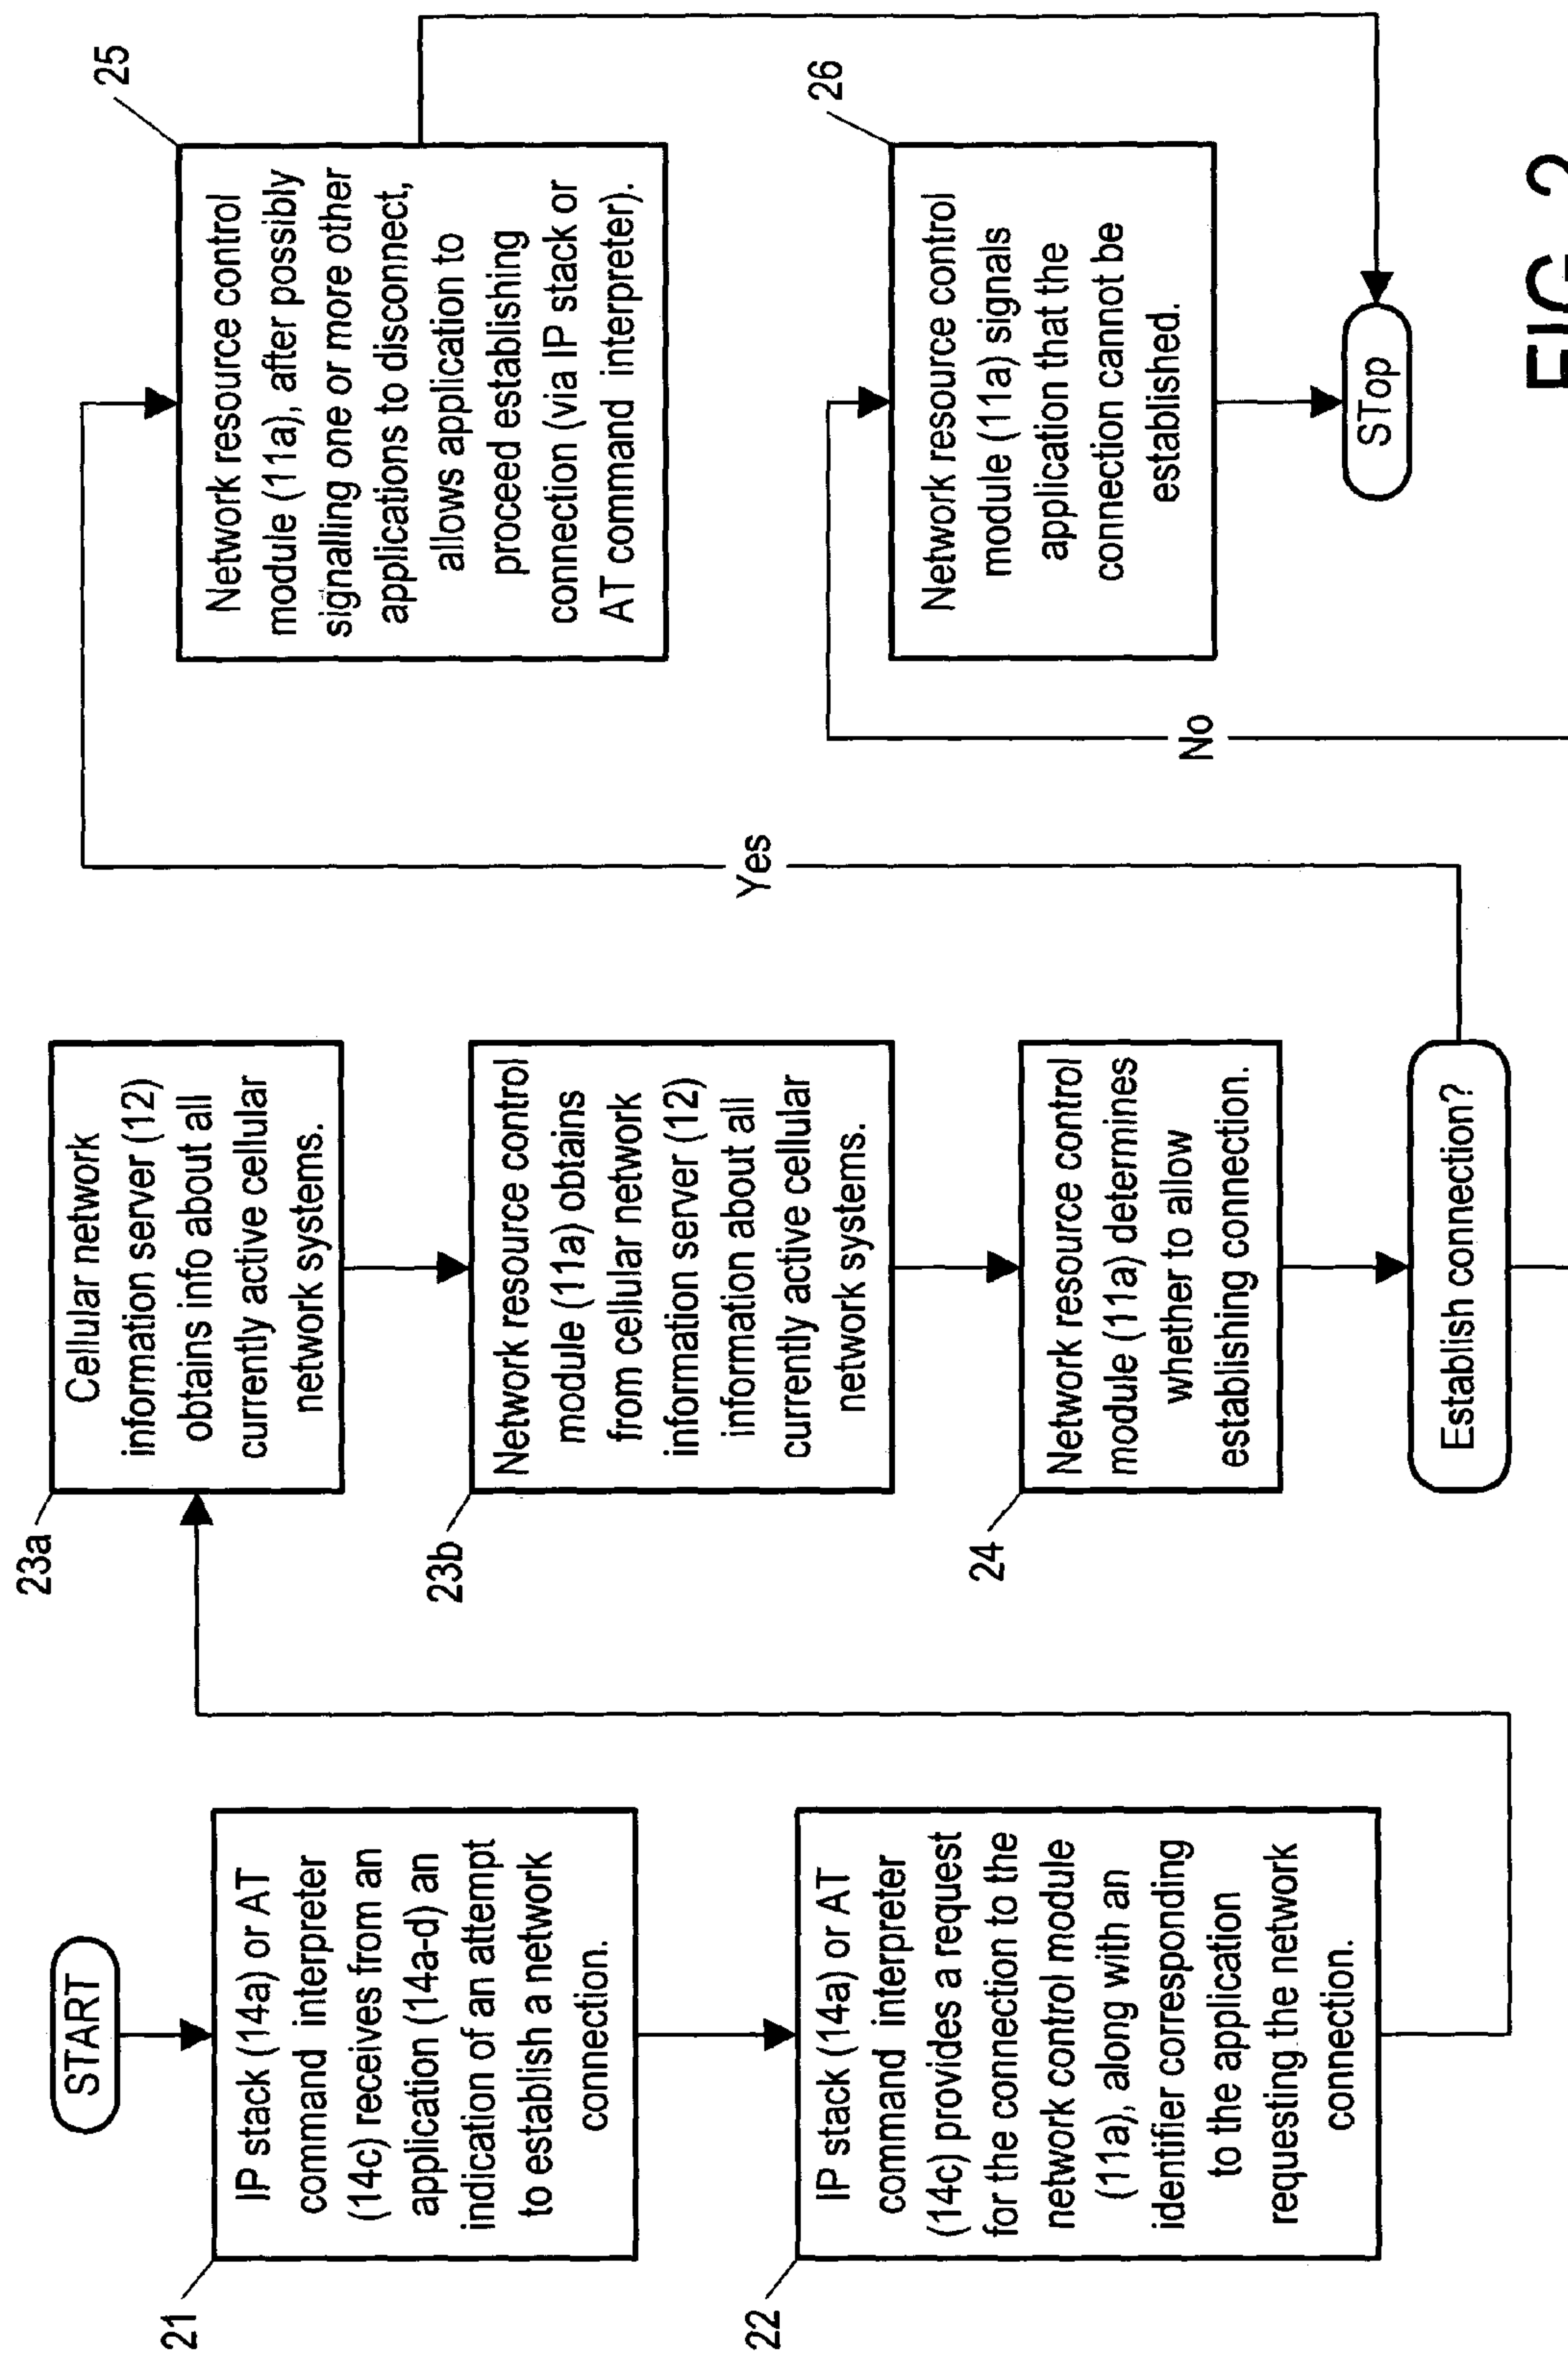 START
21
IP stack (14a) or AT
command interpreter
(14c) receives from an
application (14a-d) an
indication of an attempt
to establish a network
connection.
22
IP stack (14a) or AT
command interpreter
(14c) provides a request
for the connection to the
network control module
(11a), along with an
identifier corresponding
to the application
requesting the network
connection.
23a
Cellular network
information server (12)
obtains info about all
currently active cellular
network systems.
23b
Network resource control
module (11a) obtains
from cellular network
information server (12)
information about all
currently active cellular
network systems.
24
Network resource control
module (11a) determines
whether to allow
establishing connection.
Establish connection?
Yes
No
25
Network resource control
module (11a), after possibly
signalling one or more other
applications to disconnect,
allows application to
proceed establishing
connection (via IP stack or
AT command interpreter).
26
Network resource control
module (11a) signals
application that the
connection cannot be
established.
STop
FIG. 2